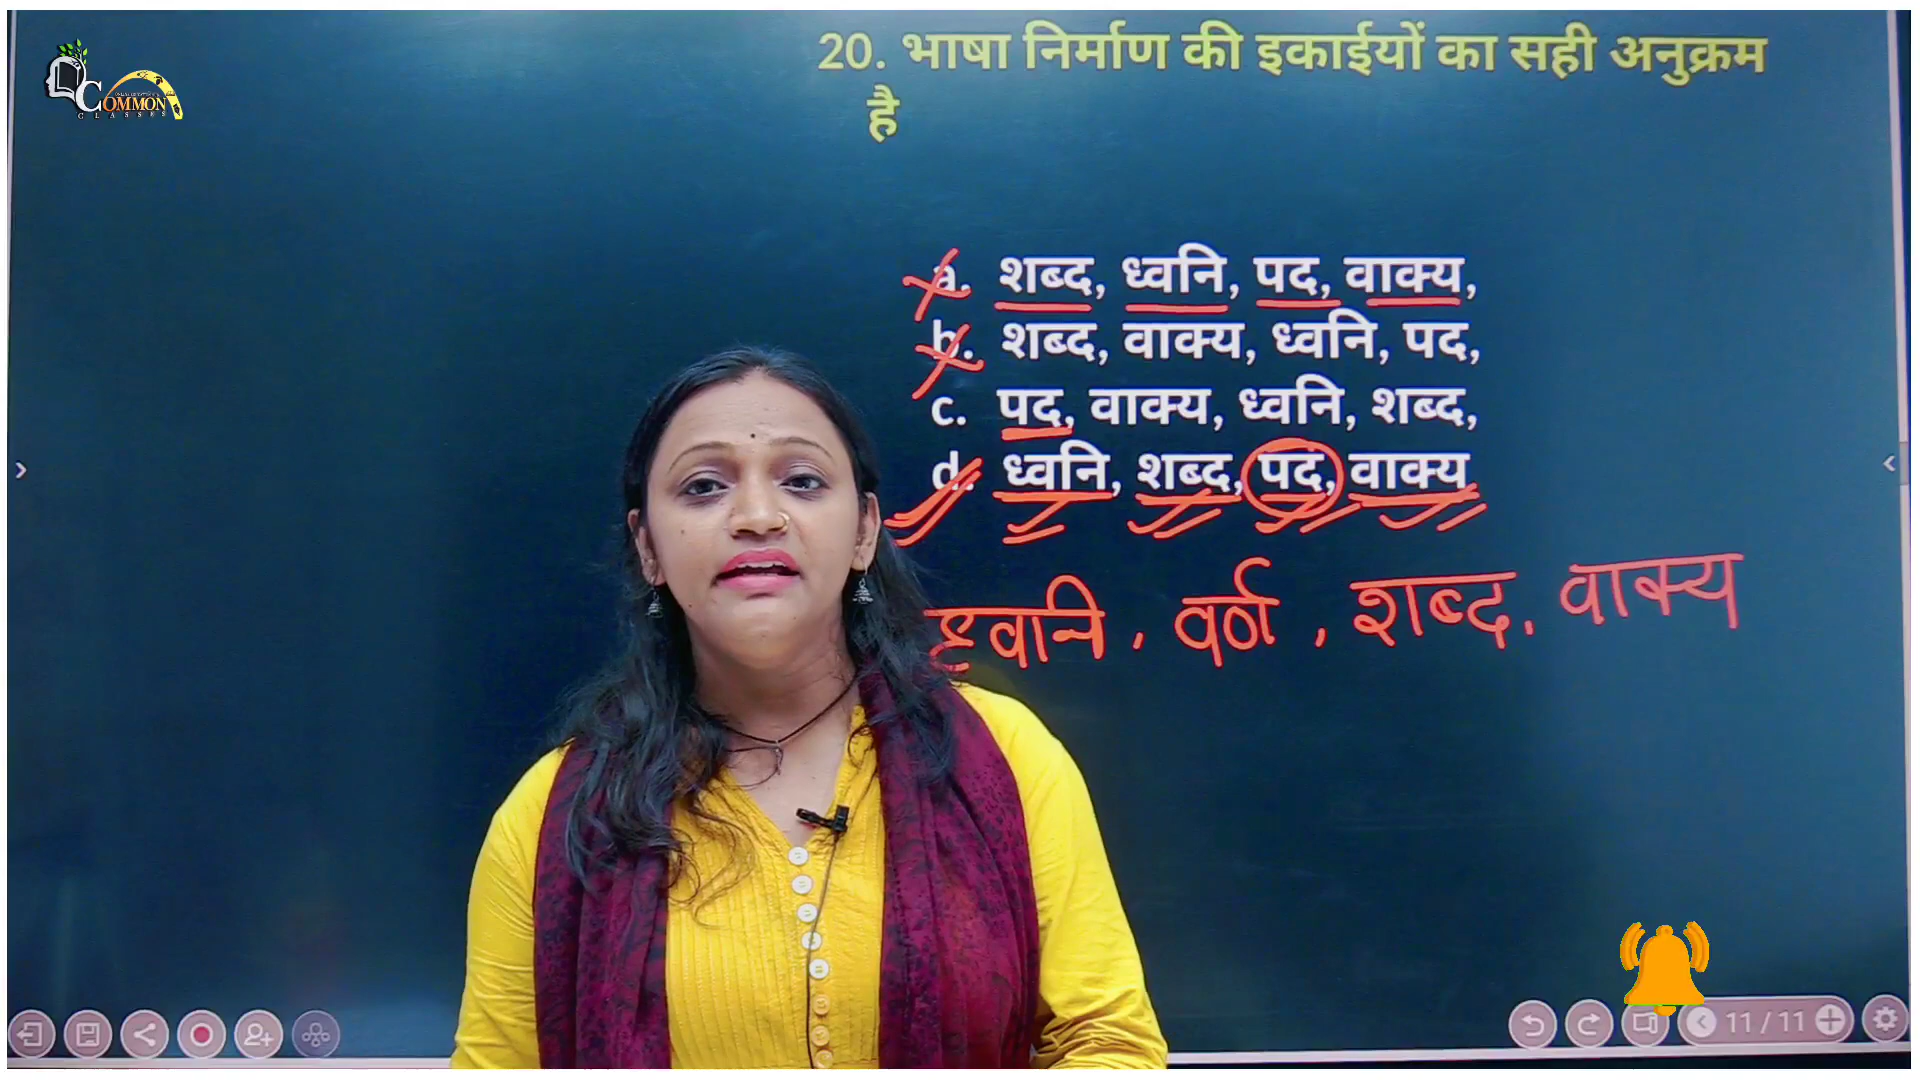 COMMON
CLASSES
20. भाषा निर्माण की इकाईयों का सही अनुक्रम
है
a. शब्द, ध्वनि, पद, वाक्य,
b. शब्द, वाक्य, ध्वनि, पद,
c. पद, वाक्य, ध्वनि, शब्द,
d. ध्वनि, शब्द, पद, वाक्य
ध्वनि, वर्ण, शब्द, वाक्य
11/11